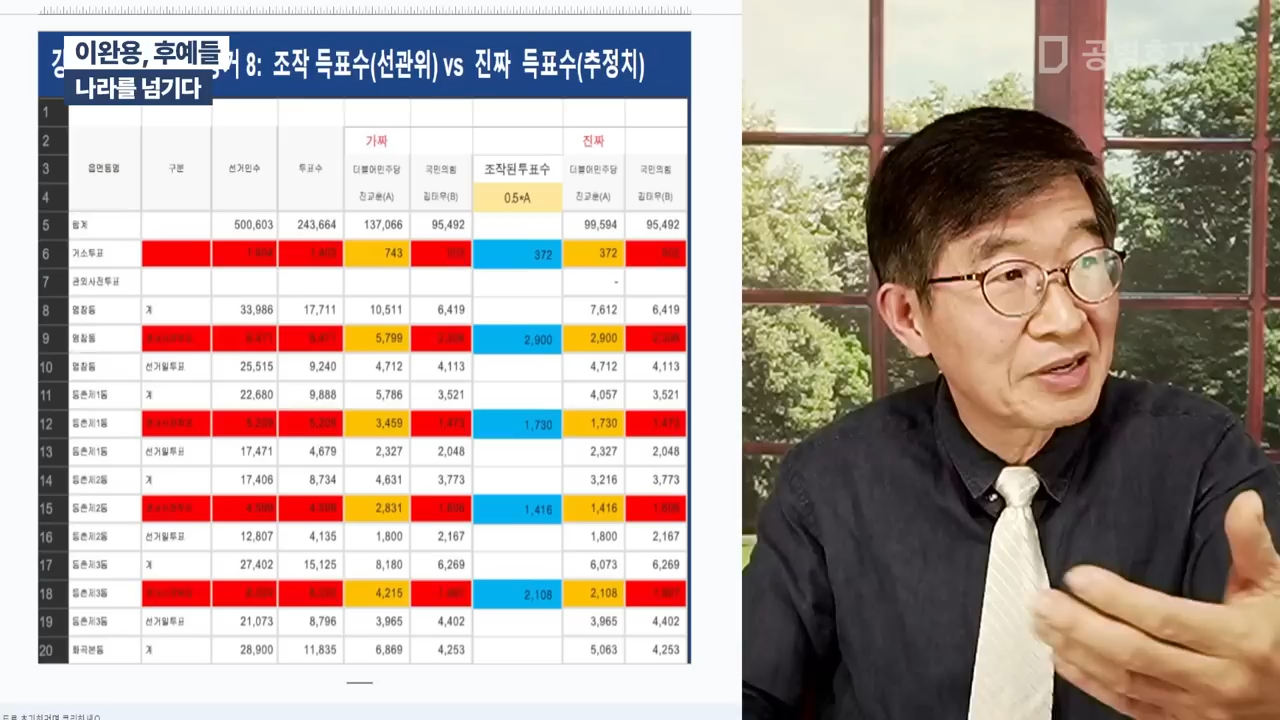 이완용, 후예들
나라를 넘기다
8: 조작 득표수(선관위) vs 진짜 득표수(추정치)
1
2 가짜 진짜
3 읍면동명 구분 선거인수 투표수 더불어민주당 국민의힘 조작된투표수 더불어민주당 국민의힘
4 진교훈(A) 김태우(B) 0.5*A 진교훈(A) 김태우(B)
5 합계 500,603 243,664 137,066 95,492 99,594 95,492
6 거소투표 743 372 372
7 관외사전투표 -
8 염창동 계 33,986 17,711 10,511 6,419 7,612 6,419
9 염창동 5,799 2,900 2,900
10 염창동 선거일투표 25,515 9,240 4,712 4,113 4,712 4,113
11 등촌제1동 계 22,680 9,888 5,786 3,521 4,057 3,521
12 등촌제1동 3,459 1,730 1,730
13 등촌제1동 선거일투표 17,471 4,679 2,327 2,048 2,327 2,048
14 등촌제2동 계 17,406 8,734 4,631 3,773 3,216 3,773
15 등촌제2동 2,831 1,416 1,416
16 등촌제2동 선거일투표 12,807 4,135 1,800 2,167 1,800 2,167
17 등촌제3동 계 27,402 15,125 8,180 6,269 6,073 6,269
18 등촌제3동 4,215 2,108 2,108
19 등촌제3동 선거일투표 21,073 8,796 3,965 4,402 3,965 4,402
20 화곡본동 계 28,900 11,835 6,869 4,253 5,063 4,253
공병호TV